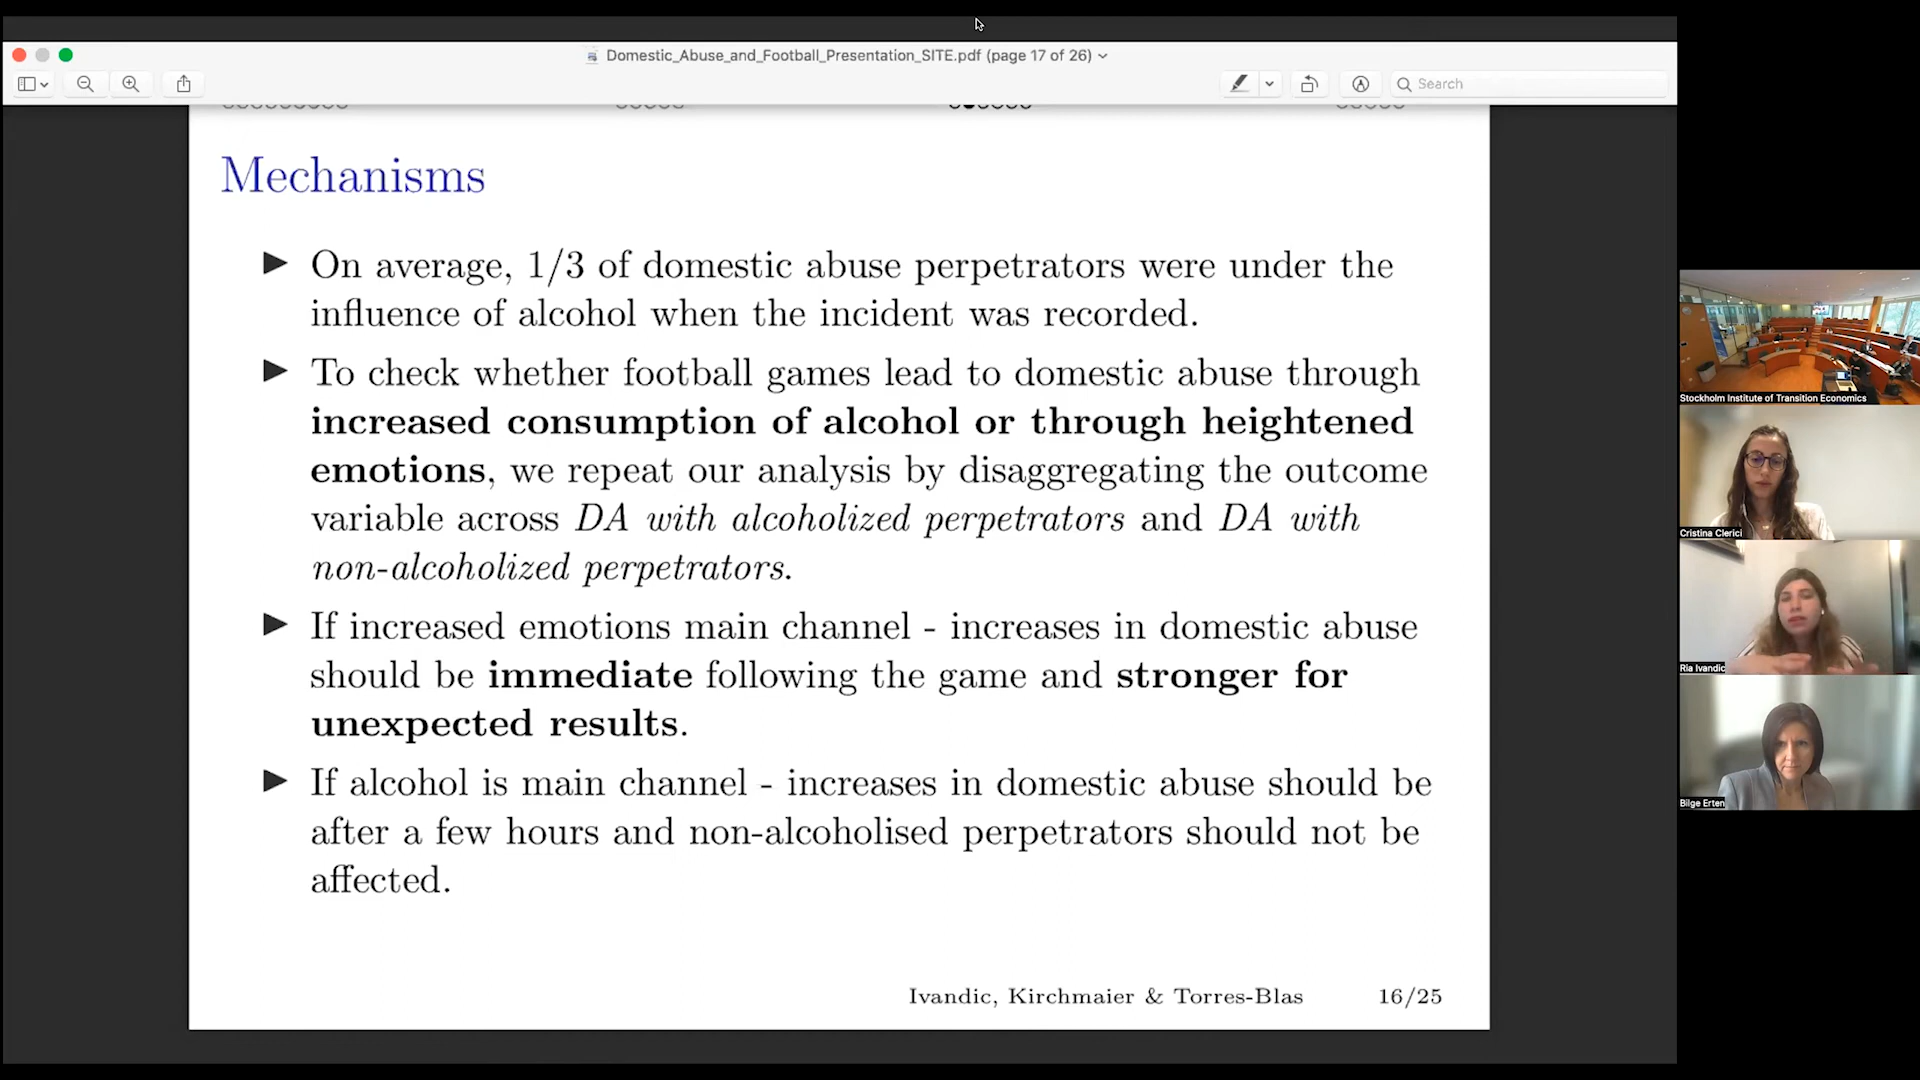 Domestic_Abuse_and_Football_Presentation_SITE.pdf (page 17 of 26)
Search
Mechanisms
On average, 1/3 of domestic abuse perpetrators were under the
influence of alcohol when the incident was recorded.
To check whether football games lead to domestic abuse through
increased consumption of alcohol or through heightened
emotions, we repeat our analysis by disaggregating the outcome
variable across DA with alcoholized perpetrators and DA with
non-alcoholized perpetrators.
If increased emotions main channel - increases in domestic abuse
should be immediate following the game and stronger for
unexpected results.
If alcohol is main channel - increases in domestic abuse should be
after a few hours and non-alcoholised perpetrators should not be
affected.
Ivandic, Kirchmaier & Torres-Blas 16/25
Stockholm Institute of Transition Economics
Cristina Clerici
Ria Ivandic
Bilge Erten